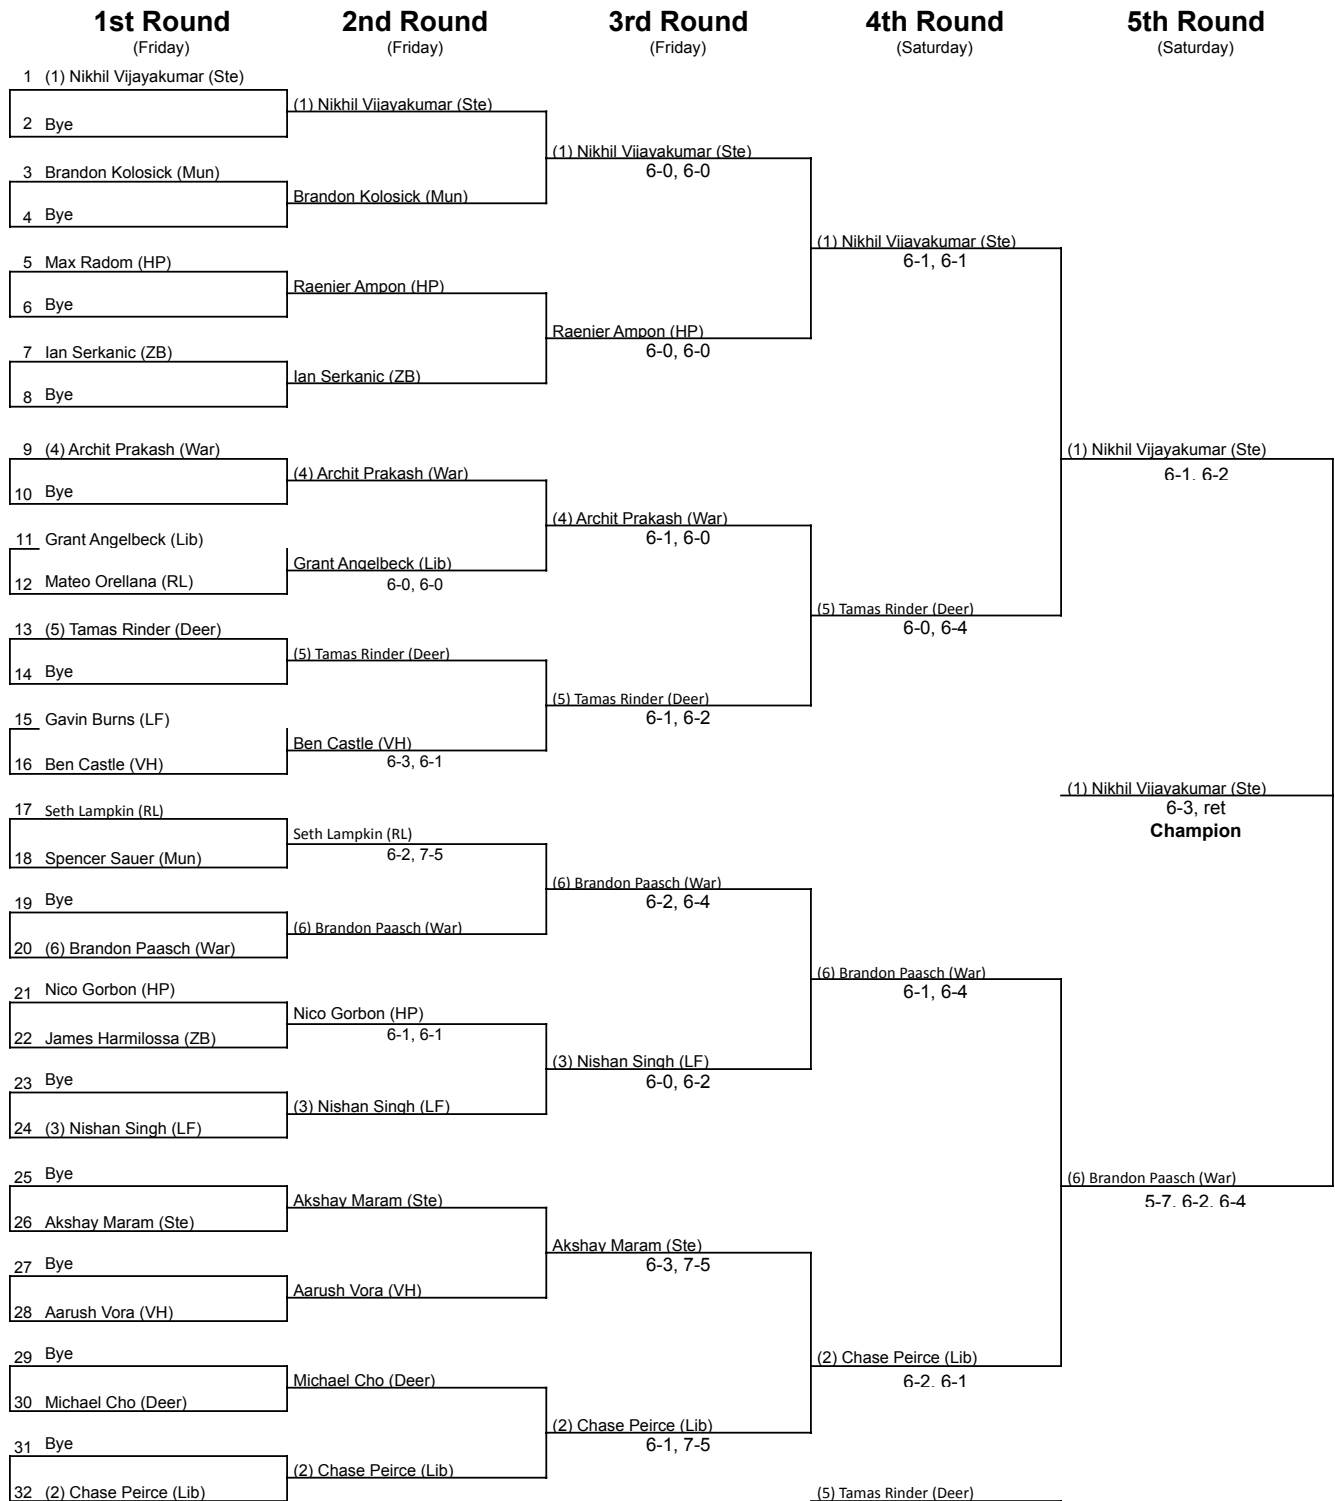 1st Round
(Friday)
2nd Round
(Friday)
3rd Round
(Friday)
4th Round
(Saturday)
5th Round
(Saturday)
1 (1) Nikhil Vijayakumar (Ste)
2 Bye
3 Brandon Kolosick (Mun)
4 Bye
5 Max Radom (HP)
6 Bye
7 Ian Serkanic (ZB)
8 Bye
9 (4) Archit Prakash (War)
10 Bye
11 Grant Angelbeck (Lib)
12 Mateo Orellana (RL)
13 (5) Tamas Rinder (Deer)
14 Bye
15 Gavin Burns (LF)
16 Ben Castle (VH)
17 Seth Lampkin (RL)
18 Spencer Sauer (Mun)
19 Bye
20 (6) Brandon Paasch (War)
21 Nico Gorbon (HP)
22 James Harmilossa (ZB)
23 Bye
24 (3) Nishan Singh (LF)
25 Bye
26 Akshay Maram (Ste)
27 Bye
28 Aarush Vora (VH)
29 Bye
30 Michael Cho (Deer)
31 Bye
32 (2) Chase Peirce (Lib)
(1) Nikhil Vijayakumar (Ste)
Brandon Kolosick (Mun)
Raenier Ampon (HP)
Ian Serkanic (ZB)
(4) Archit Prakash (War)
Grant Angelbeck (Lib)
6-0, 6-0
(5) Tamas Rinder (Deer)
Ben Castle (VH)
6-3, 6-1
Seth Lampkin (RL)
6-2, 7-5
(6) Brandon Paasch (War)
Nico Gorbon (HP)
6-1, 6-1
(3) Nishan Singh (LF)
Akshay Maram (Ste)
Aarush Vora (VH)
Michael Cho (Deer)
(2) Chase Peirce (Lib)
(1) Nikhil Vijayakumar (Ste)
6-0, 6-0
Raenier Ampon (HP)
6-0, 6-0
(4) Archit Prakash (War)
6-1, 6-0
(5) Tamas Rinder (Deer)
6-1, 6-2
(6) Brandon Paasch (War)
6-2, 6-4
(3) Nishan Singh (LF)
6-0, 6-2
Akshay Maram (Ste)
6-3, 7-5
(2) Chase Peirce (Lib)
6-1, 7-5
(1) Nikhil Vijayakumar (Ste)
6-1, 6-1
(5) Tamas Rinder (Deer)
6-0, 6-4
(6) Brandon Paasch (War)
6-1, 6-4
(2) Chase Peirce (Lib)
6-2, 6-1
(5) Tamas Rinder (Deer)
(1) Nikhil Vijayakumar (Ste)
6-1, 6-2
(1) Nikhil Vijayakumar (Ste)
6-3, ret
Champion
(6) Brandon Paasch (War)
5-7, 6-2, 6-4